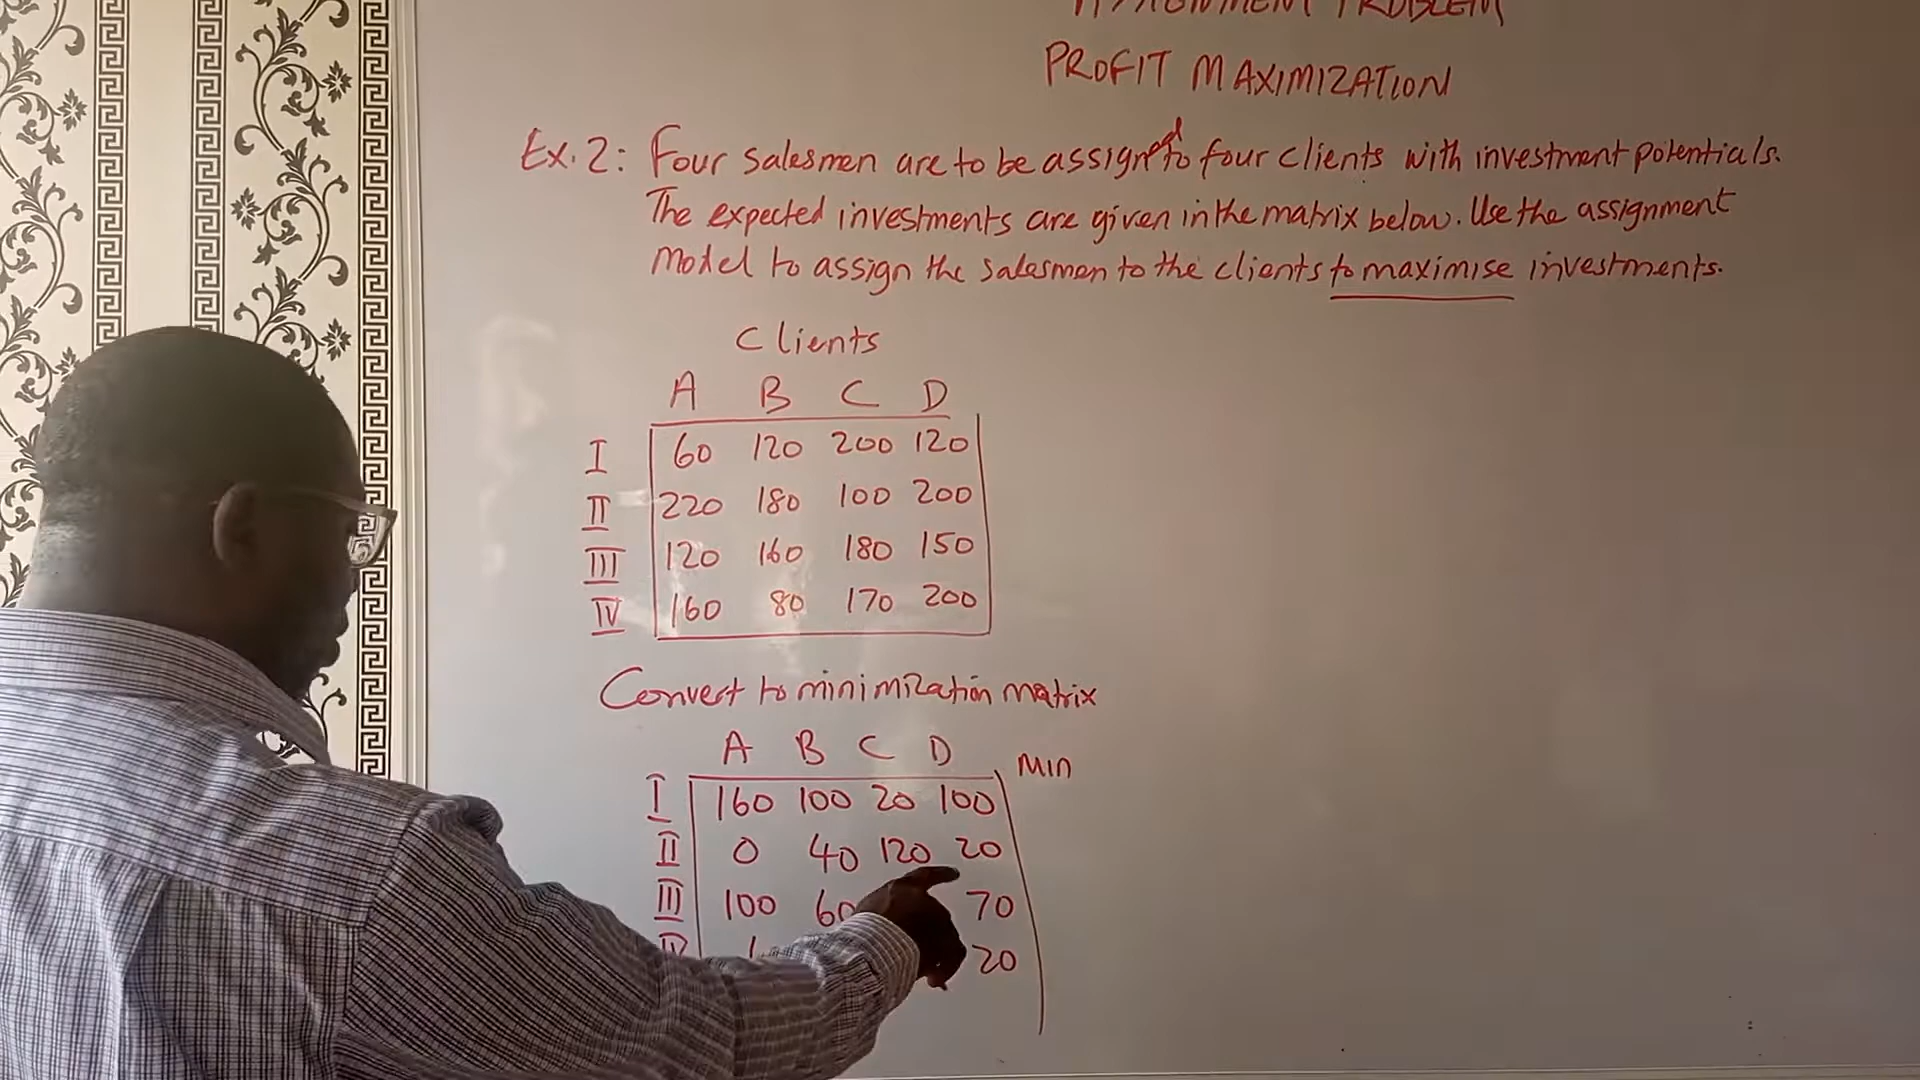 ASSIGNMENT PROBLEM
PROFIT MAXIMIZATION
Ex. 2: Four salesmen are to be assigned to four clients with investment potentials.
The expected investments are given in the matrix below. Use the assignment
Model to assign the salesmen to the clients to maximise investments.
Clients
A B C D
I 60 120 200 120
II 220 180 100 200
III 120 160 180 150
IV 160 80 170 200
Convert to minimization matrix
A B C D Min
I 160 100 20 100
II 0 40 120 20
III 100 60 70
IV 20